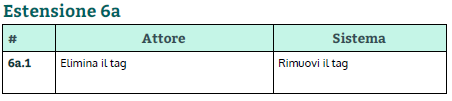 Estensione 6a
# Attore Sistema
6a.1 Elimina il tag Rimuovi il tag